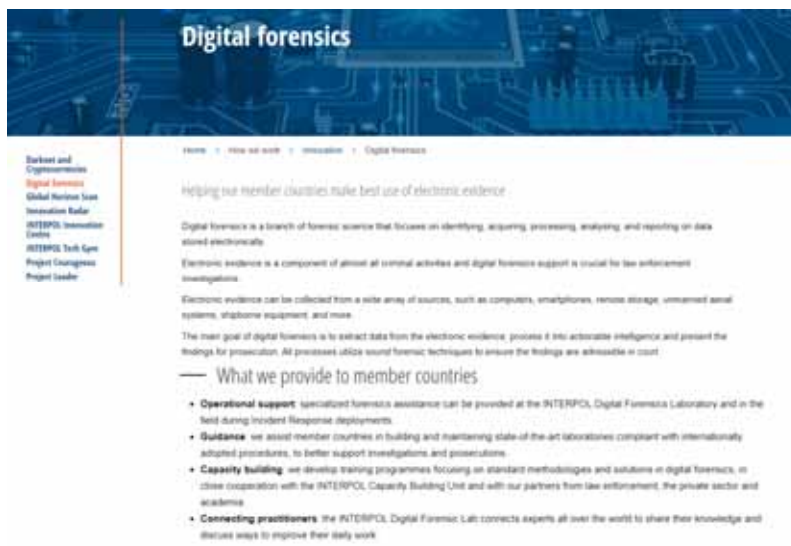 Digital forensics
Home > How we work > Innovation > Digital forensics
Darknet and
Cryptocurrencies
Digital forensics
Global Horizon Scan
Innovation Radar
INTERPOL Innovation
Centre
INTERPOL Tech Gym
Project Courageous
Project Leader
Helping our member countries make best use of electronic evidence
Digital forensics is a branch of forensic science that focuses on identifying, acquiring, processing, analysing, and reporting on data
stored electronically.
Electronic evidence is a component of almost all criminal activities and digital forensics support is crucial for law enforcement
investigations.
Electronic evidence can be collected from a wide array of sources, such as computers, smartphones, remote storage, unmanned aerial
systems, shipborne equipment, and more.
The main goal of digital forensics is to extract data from the electronic evidence, process it into actionable intelligence and present the
findings for prosecution. All processes utilize sound forensic techniques to ensure the findings are admissible in court.
What we provide to member countries
• Operational support: specialized forensics assistance can be provided at the INTERPOL Digital Forensics Laboratory and in the
field during Incident Response deployments.
• Guidance: we assist member countries in building and maintaining state-of-the-art laboratories compliant with internationally
adopted procedures, to better support investigations and prosecutions.
• Capacity building: we develop training programmes focusing on standard methodologies and solutions in digital forensics, in
close cooperation with the INTERPOL Capacity Building Unit and with our partners from law enforcement, the private sector and
academia.
• Connecting practitioners: the INTERPOL Digital Forensic Lab connects experts all over the world to share their knowledge and
discuss ways to improve their daily work.